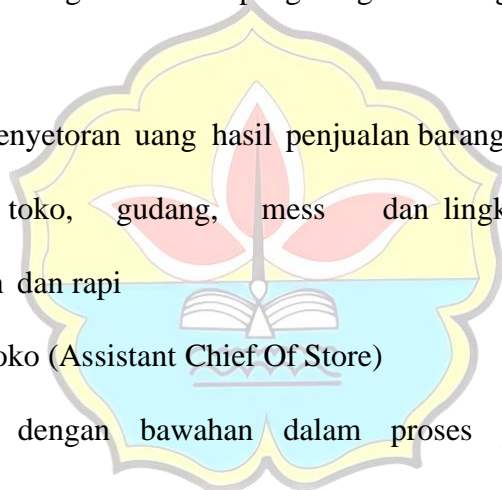 enyetoran uang hasil penjualan barang
toko, gudang, mess dan lingk
dan rapi
oko (Assistant Chief Of Store)
dengan bawahan dalam proses